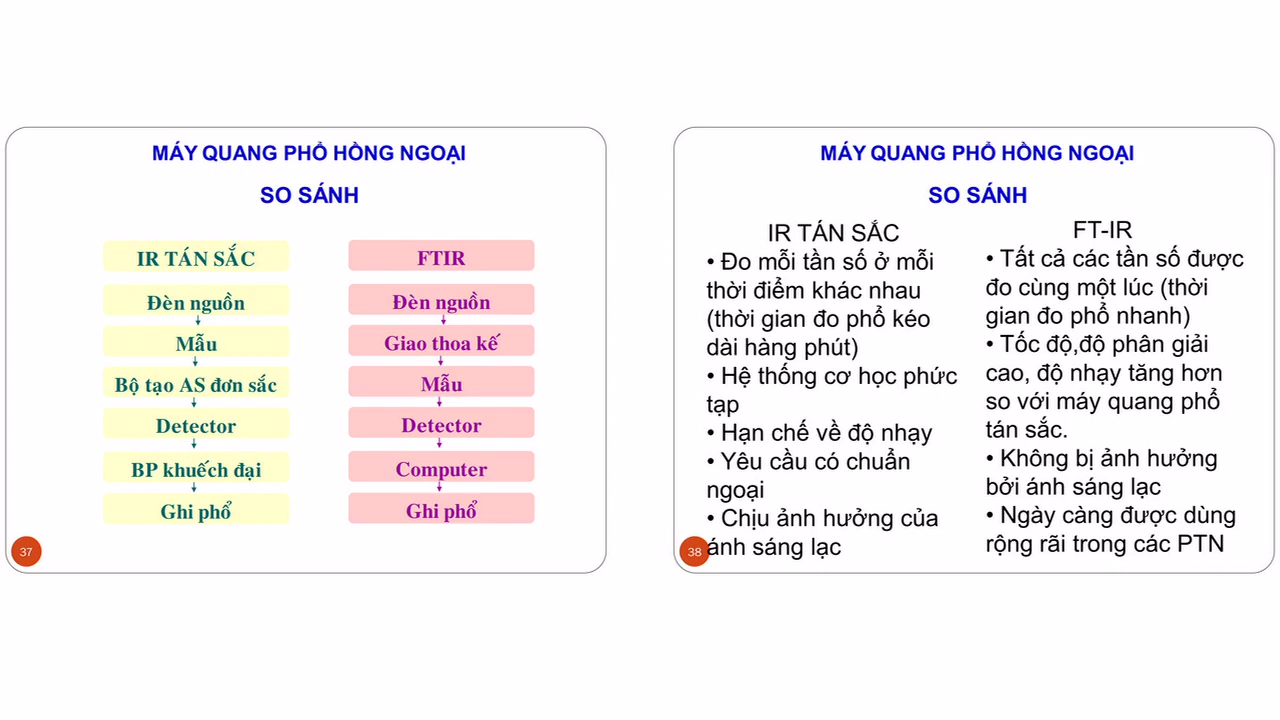 MÁY QUANG PHỔ HỒNG NGOẠI
SO SÁNH
IR TÁN SẮC
Đèn nguồn
Mẫu
Bộ tạo AS đơn sắc
Detector
BP khuếch đại
Ghi phổ
FTIR
Đèn nguồn
Giao thoa kế
Mẫu
Detector
Computer
Ghi phổ
37
MÁY QUANG PHỔ HỒNG NGOẠI
SO SÁNH
IR TÁN SẮC
• Đo mỗi tần số ở mỗi
thời điểm khác nhau
(thời gian đo phổ kéo
dài hàng phút)
• Hệ thống cơ học phức
tạp
• Hạn chế về độ nhạy
• Yêu cầu có chuẩn
ngoại
• Chịu ảnh hưởng của
ánh sáng lạc
FT-IR
• Tất cả các tần số được
đo cùng một lúc (thời
gian đo phổ nhanh)
• Tốc độ,độ phân giải
cao, độ nhạy tăng hơn
so với máy quang phổ
tán sắc.
• Không bị ảnh hưởng
bởi ánh sáng lạc
• Ngày càng được dùng
rộng rãi trong các PTN
38